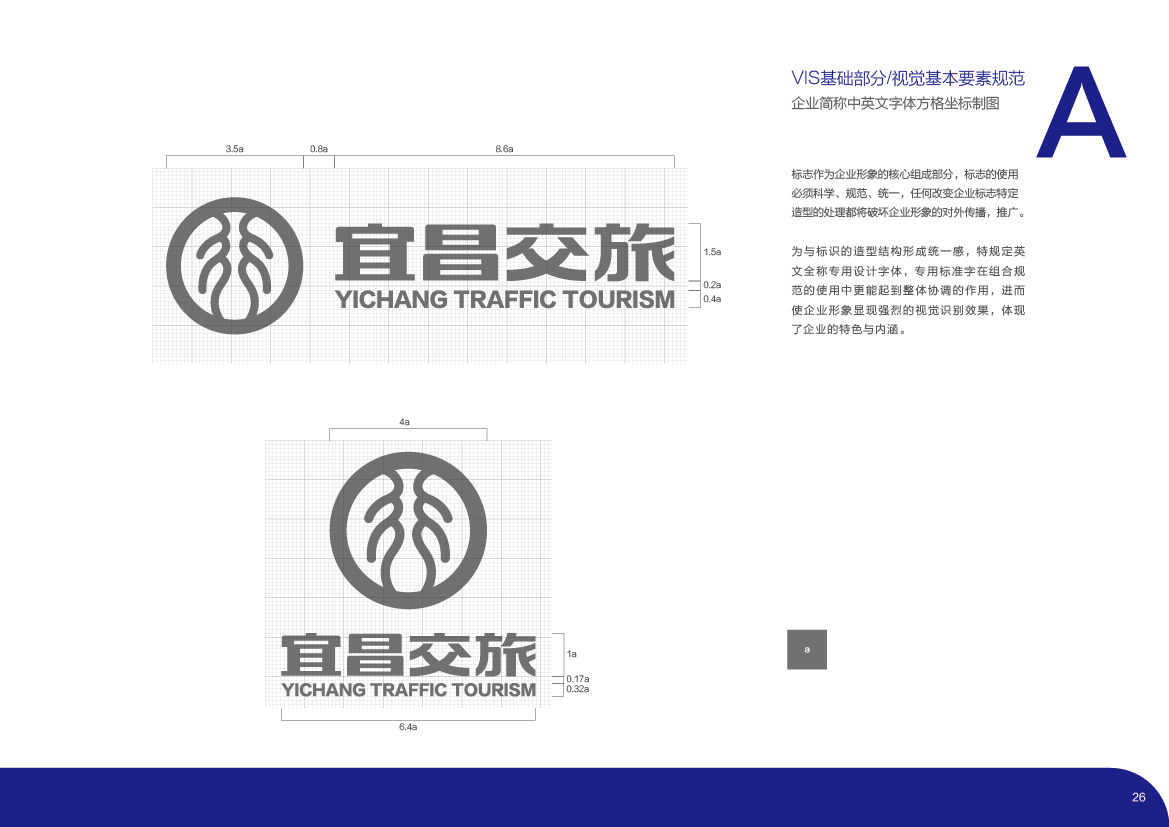 VIS基础部分/视觉基本要素规范
企业简称中英文字体方格坐标制图
A
标志作为企业形象的核心组成部分，标志的使用
必须科学、规范、统一，任何改变企业标志特定
造型的处理都将破坏企业形象的对外传播，推广。
为与标识的造型结构形成统一感，特规定英
文全称专用设计字体，专用标准字在组合规
范的使用中更能起到整体协调的作用，进而
使企业形象显现强烈的视觉识别效果，体现
了企业的特色与内涵。
3.5a
0.8a
8.6a
宜昌交旅
YICHANG TRAFFIC TOURISM
1.5a
0.2a
0.4a
4a
宜昌交旅
YICHANG TRAFFIC TOURISM
1a
0.17a
0.32a
6.4a
a
26